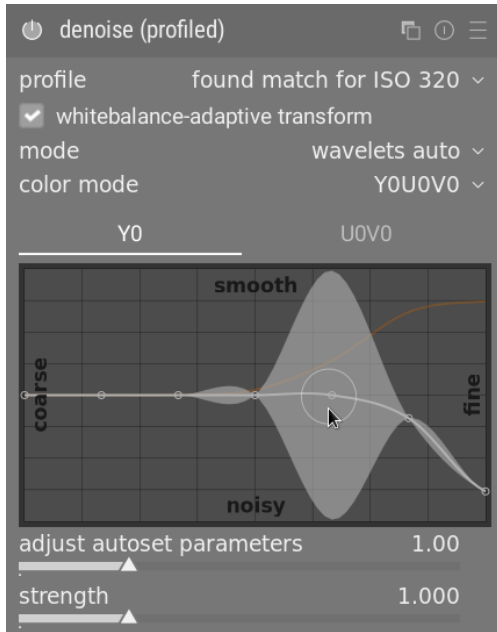 denoise (profiled)
profile found match for ISO 320
whitebalance-adaptive transform
mode wavelets auto
color mode Y0U0V0
Y0 U0V0
smooth
coarse
fine
noisy
adjust autoset parameters 1.00
strength 1.000